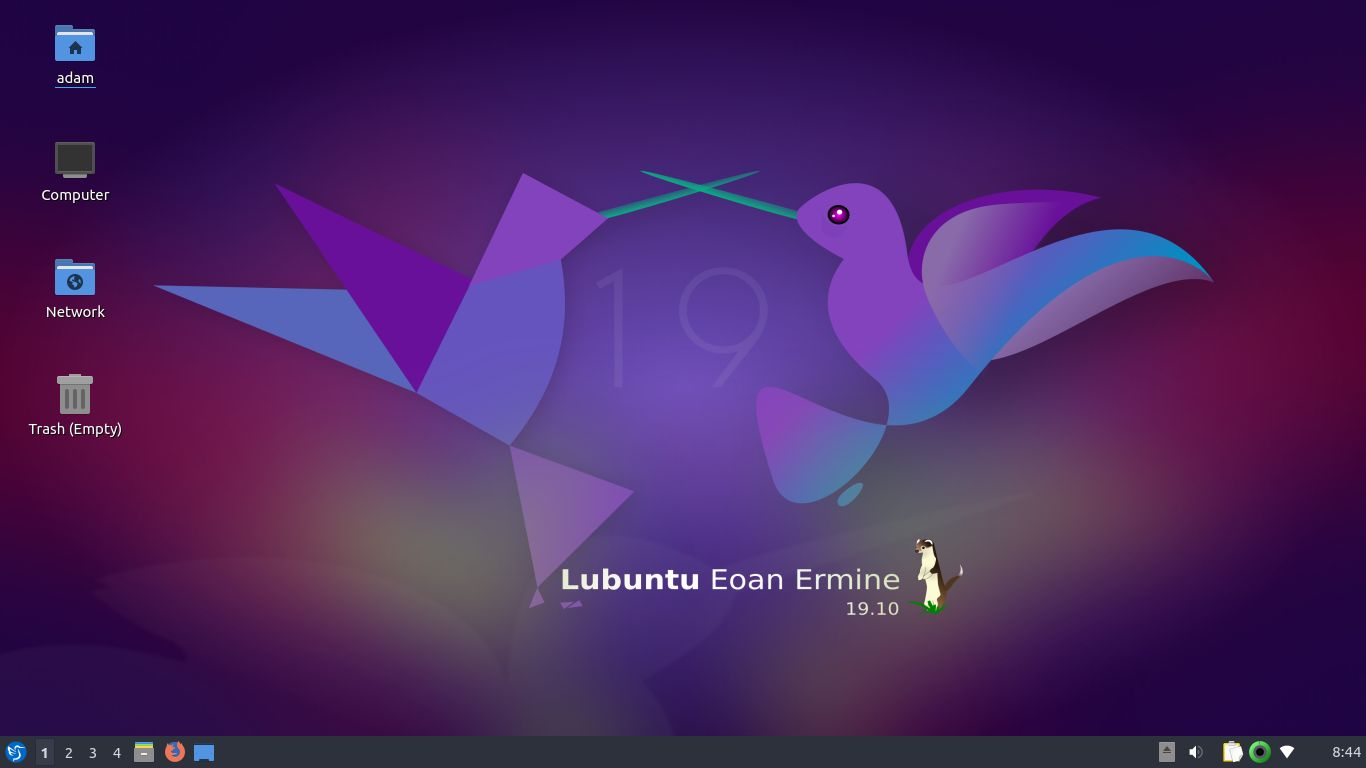 adam
Computer
Network
Trash (Empty)
19
Lubuntu Eoan Ermine
19.10
1 2 3 4
8:44